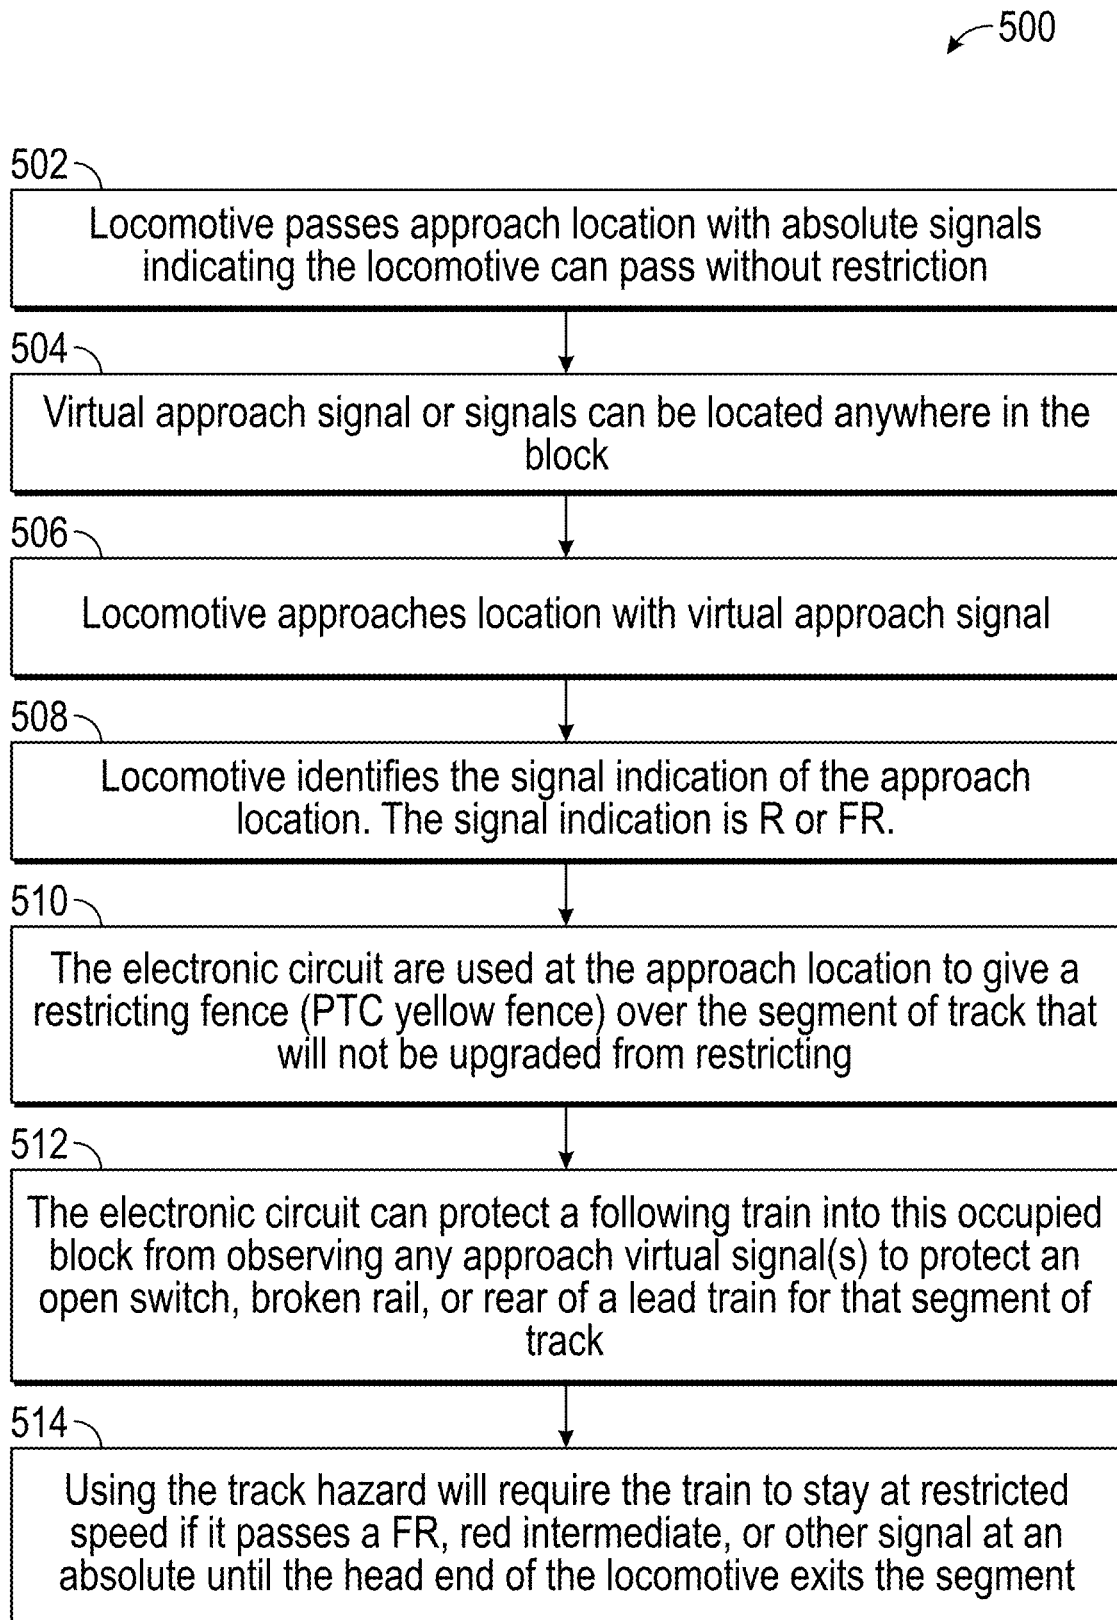 500
502
Locomotive passes approach location with absolute signals
indicating the locomotive can pass without restriction
504
Virtual approach signal or signals can be located anywhere in the
block
506
Locomotive approaches location with virtual approach signal
508
Locomotive identifies the signal indication of the approach
location. The signal indication is R or FR.
510
The electronic circuit are used at the approach location to give a
restricting fence (PTC yellow fence) over the segment of track that
will not be upgraded from restricting
512
The electronic circuit can protect a following train into this occupied
block from observing any approach virtual signal(s) to protect an
open switch, broken rail, or rear of a lead train for that segment of
track
514
Using the track hazard will require the train to stay at restricted
speed if it passes a FR, red intermediate, or other signal at an
absolute until the head end of the locomotive exits the segment